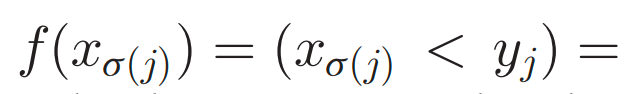 f(x_{σ(j)}) = (x_{σ(j)} < y_j) =